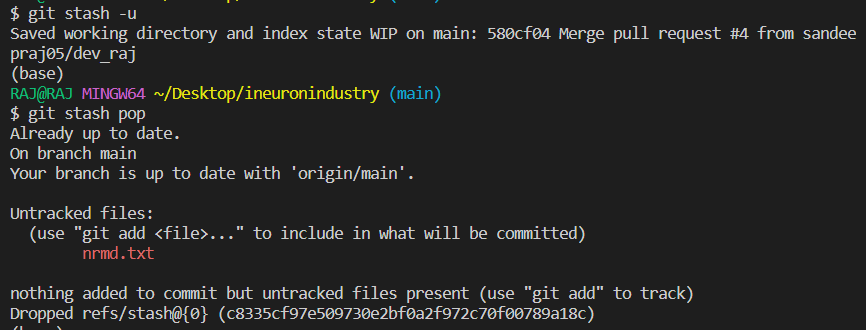 $ git stash -u
Saved working directory and index state WIP on main: 580cf04 Merge pull request #4 from sandee
praj05/dev_raj
(base)
RAJ@RAJ MINGW64 ~/Desktop/ineuronindustry (main)
$ git stash pop
Already up to date.
On branch main
Your branch is up to date with 'origin/main'.

Untracked files:
  (use "git add <file>..." to include in what will be committed)
        nrmd.txt

nothing added to commit but untracked files present (use "git add" to track)
Dropped refs/stash@{0} (c8335cf97e509730e2bf0a2f972c70f00789a18c)